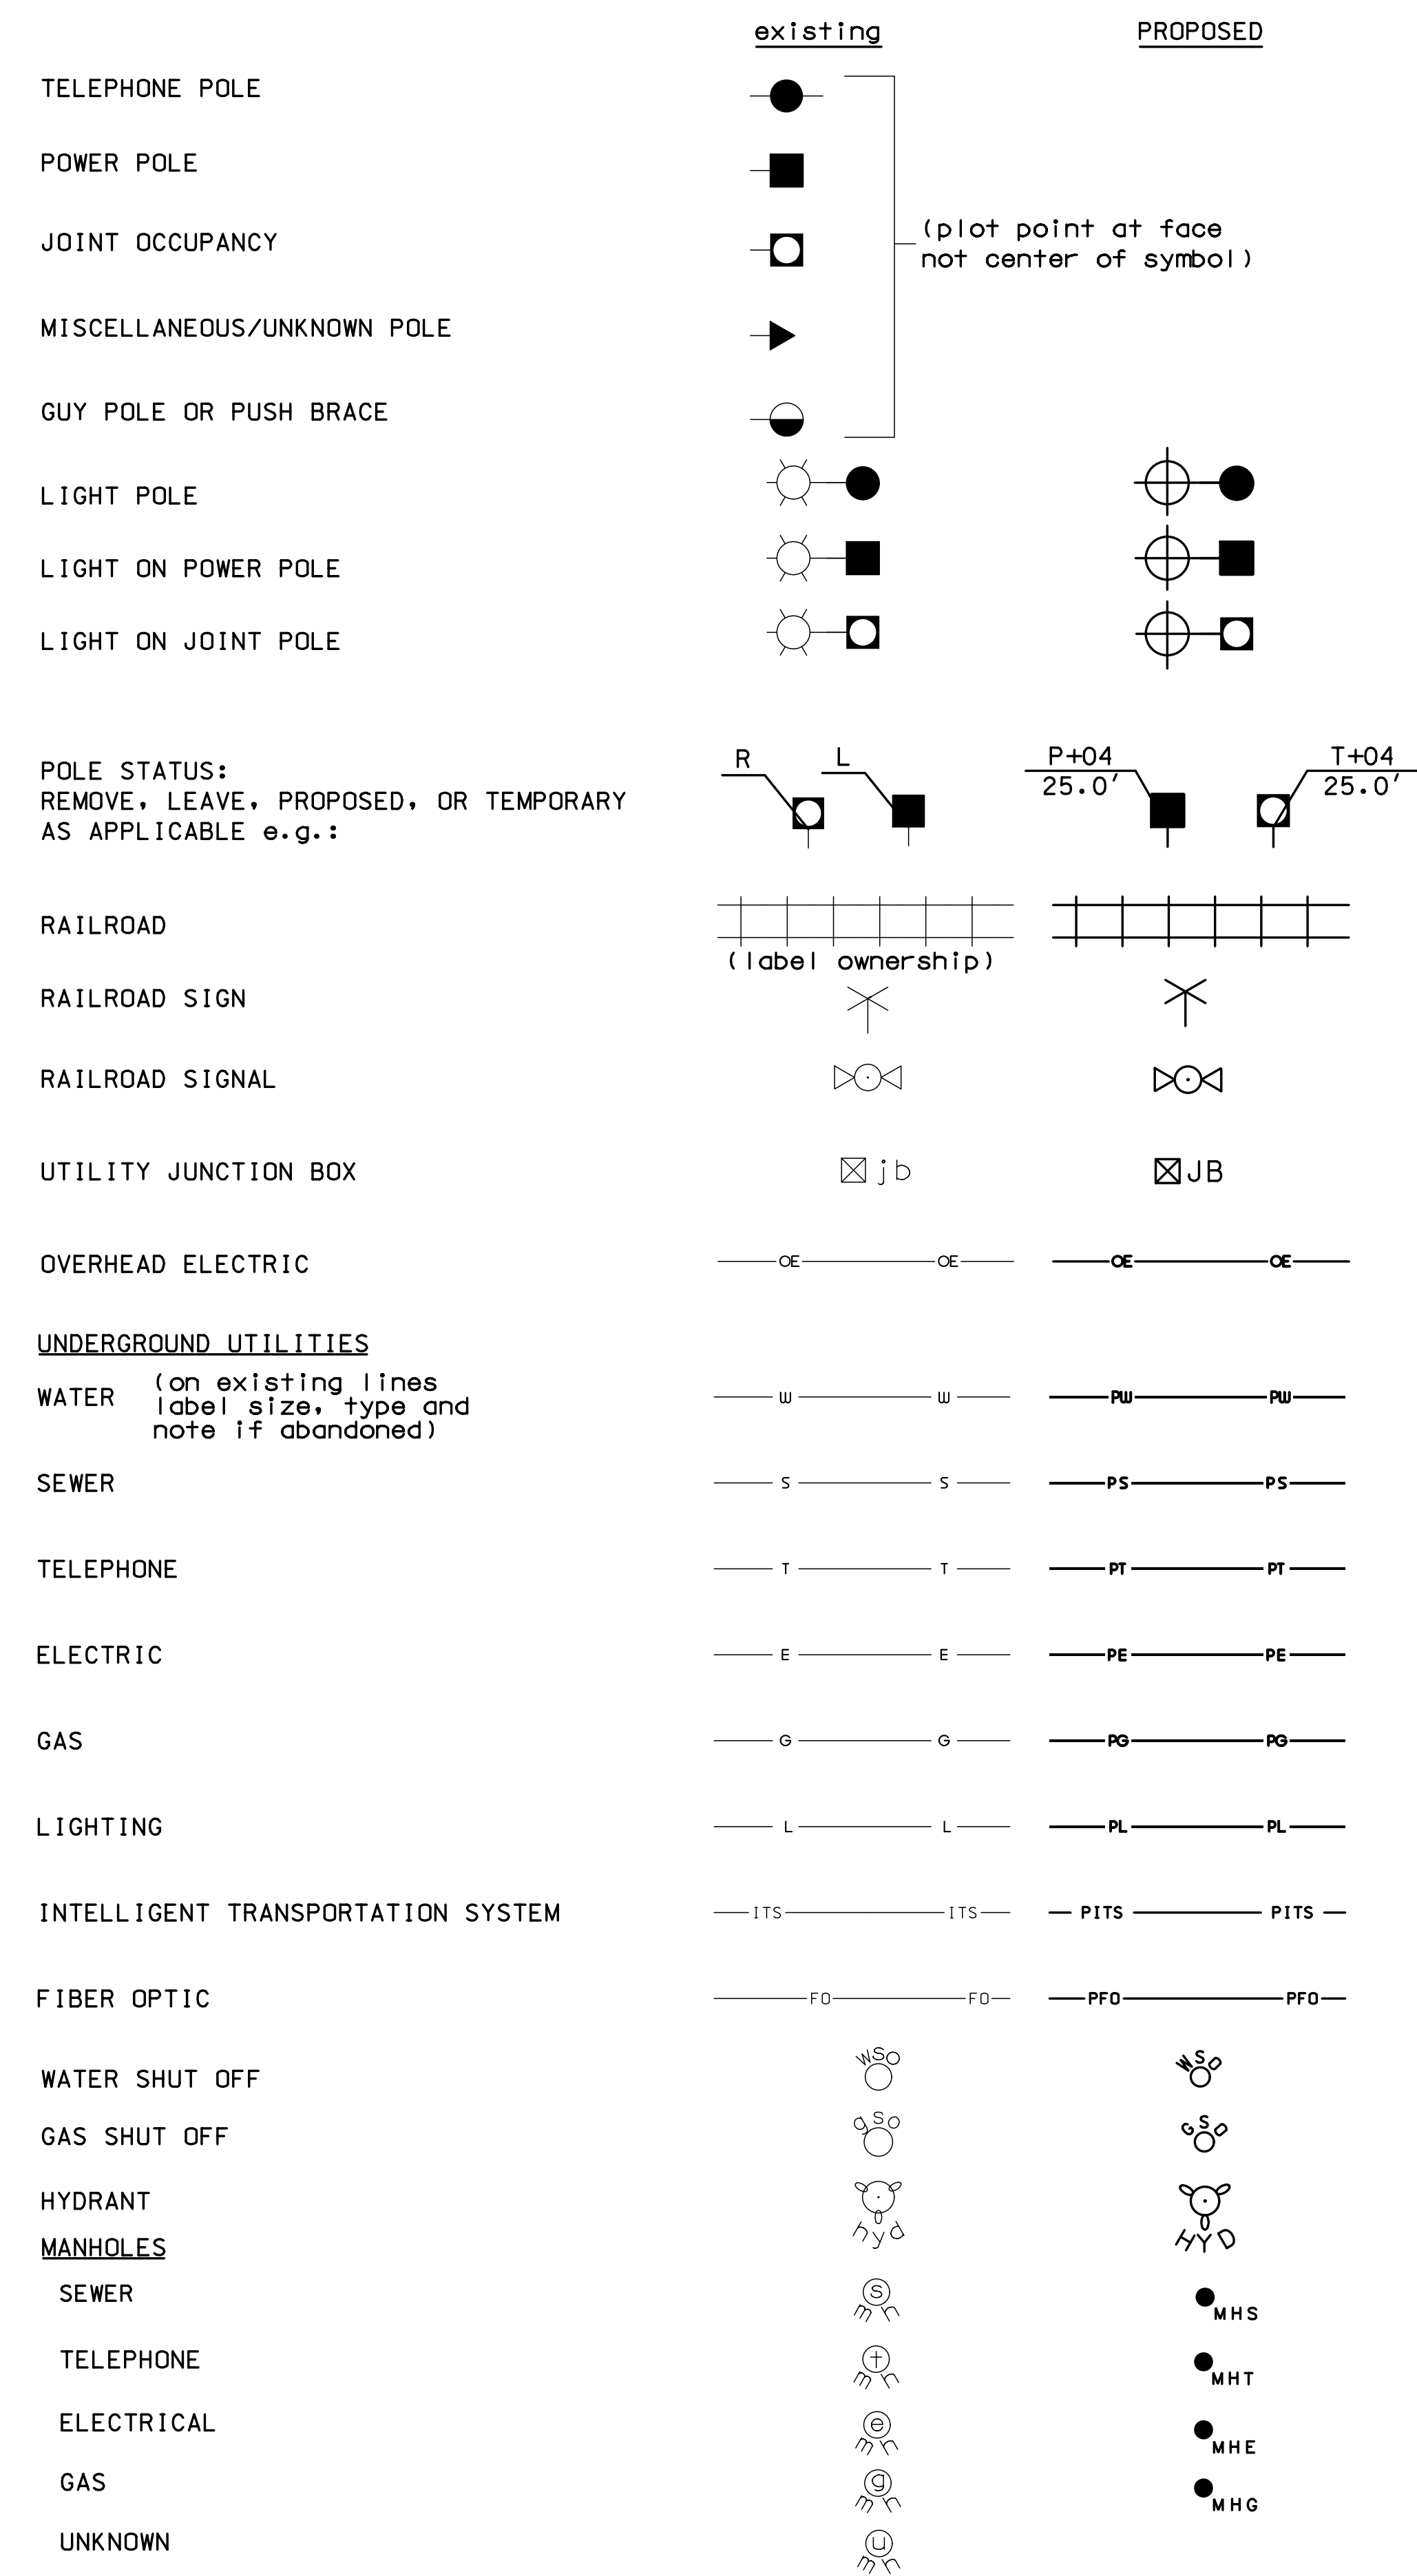 existing PROPOSED
TELEPHONE POLE
POWER POLE
JOINT OCCUPANCY
(plot point at face
not center of symbol)
MISCELLANEOUS/UNKNOWN POLE
GUY POLE OR PUSH BRACE
LIGHT POLE
LIGHT ON POWER POLE
LIGHT ON JOINT POLE
POLE STATUS:
REMOVE, LEAVE, PROPOSED, OR TEMPORARY
AS APPLICABLE e.g.:
R L P+04 T+04
25.0' 25.0'
RAILROAD
(label ownership)
RAILROAD SIGN
RAILROAD SIGNAL
UTILITY JUNCTION BOX jb JB
OVERHEAD ELECTRIC OE OE OE OE
UNDERGROUND UTILITIES
WATER (on existing lines
label size, type and
note if abandoned)
W W PW PW
SEWER S S PS PS
TELEPHONE T T PT PT
ELECTRIC E E PE PE
GAS G G PG PG
LIGHTING L L PL PL
INTELLIGENT TRANSPORTATION SYSTEM ITS ITS PITS PITS
FIBER OPTIC FO FO PFO PFO
WATER SHUT OFF wso WSO
GAS SHUT OFF gso GSO
HYDRANT hyd HYD
MANHOLES
SEWER s mh MHS
TELEPHONE t mh MHT
ELECTRICAL e mh MHE
GAS g mh MHG
UNKNOWN u mh